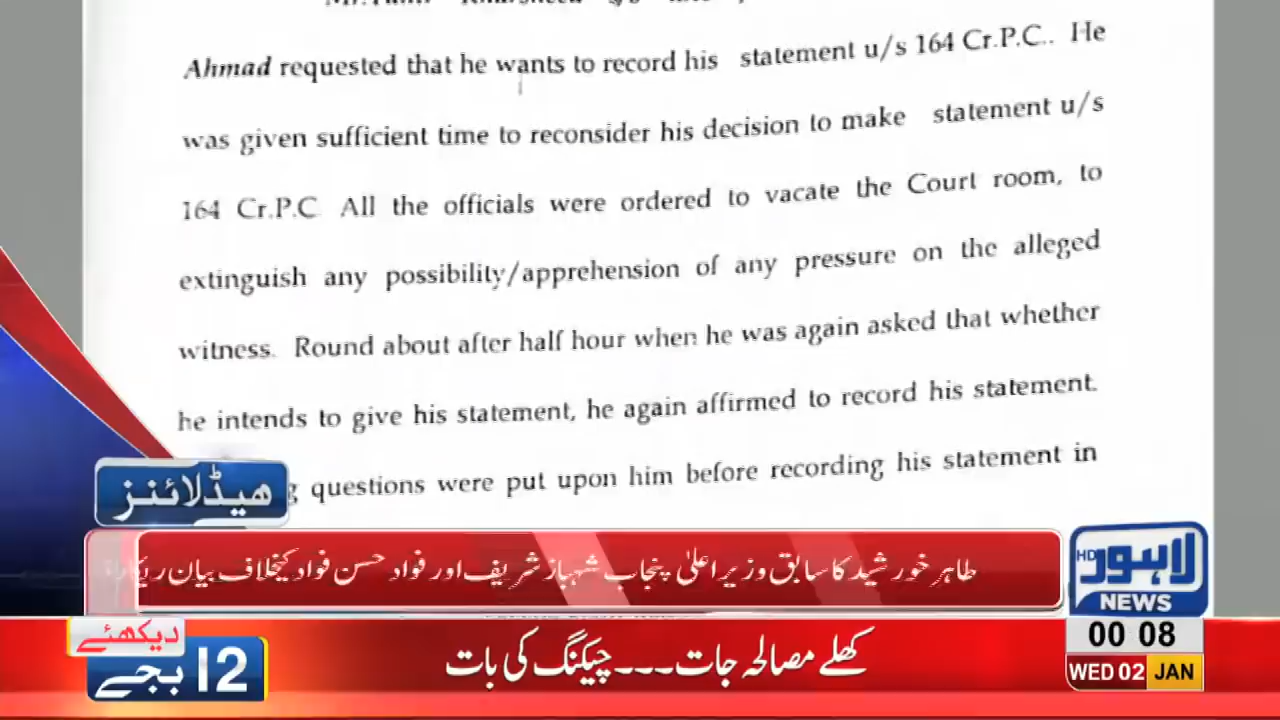 Ahmad requested that he wants to record his statement u/s 164 Cr.P.C.. He
was given sufficient time to reconsider his decision to make statement u/s
164 Cr.P.C All the officials were ordered to vacate the Court room, to
extinguish any possibility/apprehension of any pressure on the alleged
witness. Round about after half hour when he was again asked that whether
he intends to give his statement, he again affirmed to record his statement.
questions were put upon him before recording his statement in
ہیڈلائنز
طاہر خورشید کا سابق وزیراعلیٰ پنجاب شہباز شریف اور فواد حسن فواد کیخلاف بیان
HD لاہور
NEWS
دیکھئے
12 بجے
کھلے مصالحہ جات۔۔۔چیکنگ کی بات
00 08
WED 02 JAN